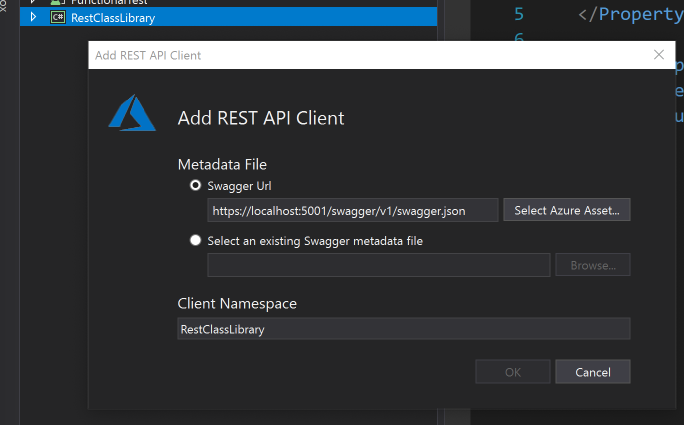 FunctionalTest
C# RestClassLibrary
5 </Property
6
Add REST API Client
Add REST API Client
Metadata File
Swagger Url
https://localhost:5001/swagger/v1/swagger.json
Select Azure Asset...
Select an existing Swagger metadata file
Browse...
Client Namespace
RestClassLibrary
OK
Cancel